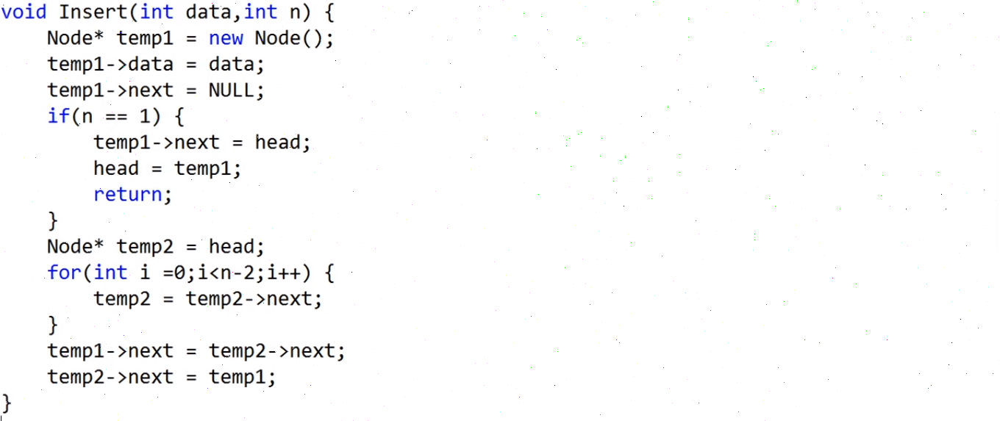 void Insert(int data,int n) {
    Node* temp1 = new Node();
    temp1->data = data;
    temp1->next = NULL;
    if(n == 1) {
        temp1->next = head;
        head = temp1;
        return;
    }
    Node* temp2 = head;
    for(int i =0;i<n-2;i++) {
        temp2 = temp2->next;
    }
    temp1->next = temp2->next;
    temp2->next = temp1;
}